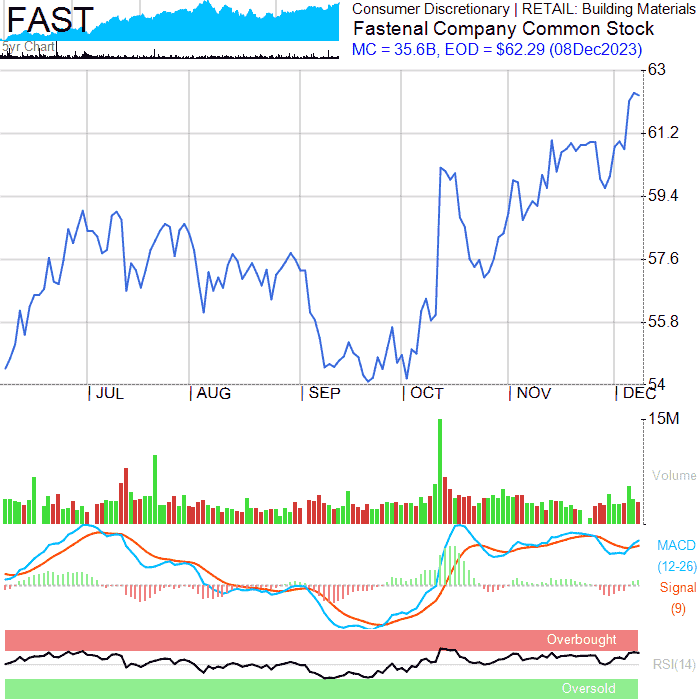 FAST
5yr Chart
Consumer Discretionary | RETAIL: Building Materials
Fastenal Company Common Stock
MC = 35.6B, EOD = $62.29 (08Dec2023)
63
61.2
59.4
57.6
55.8
54
JUL AUG SEP OCT NOV DEC
15M
Volume
MACD
(12-26)
Signal
(9)
Overbought
RSI(14)
Oversold